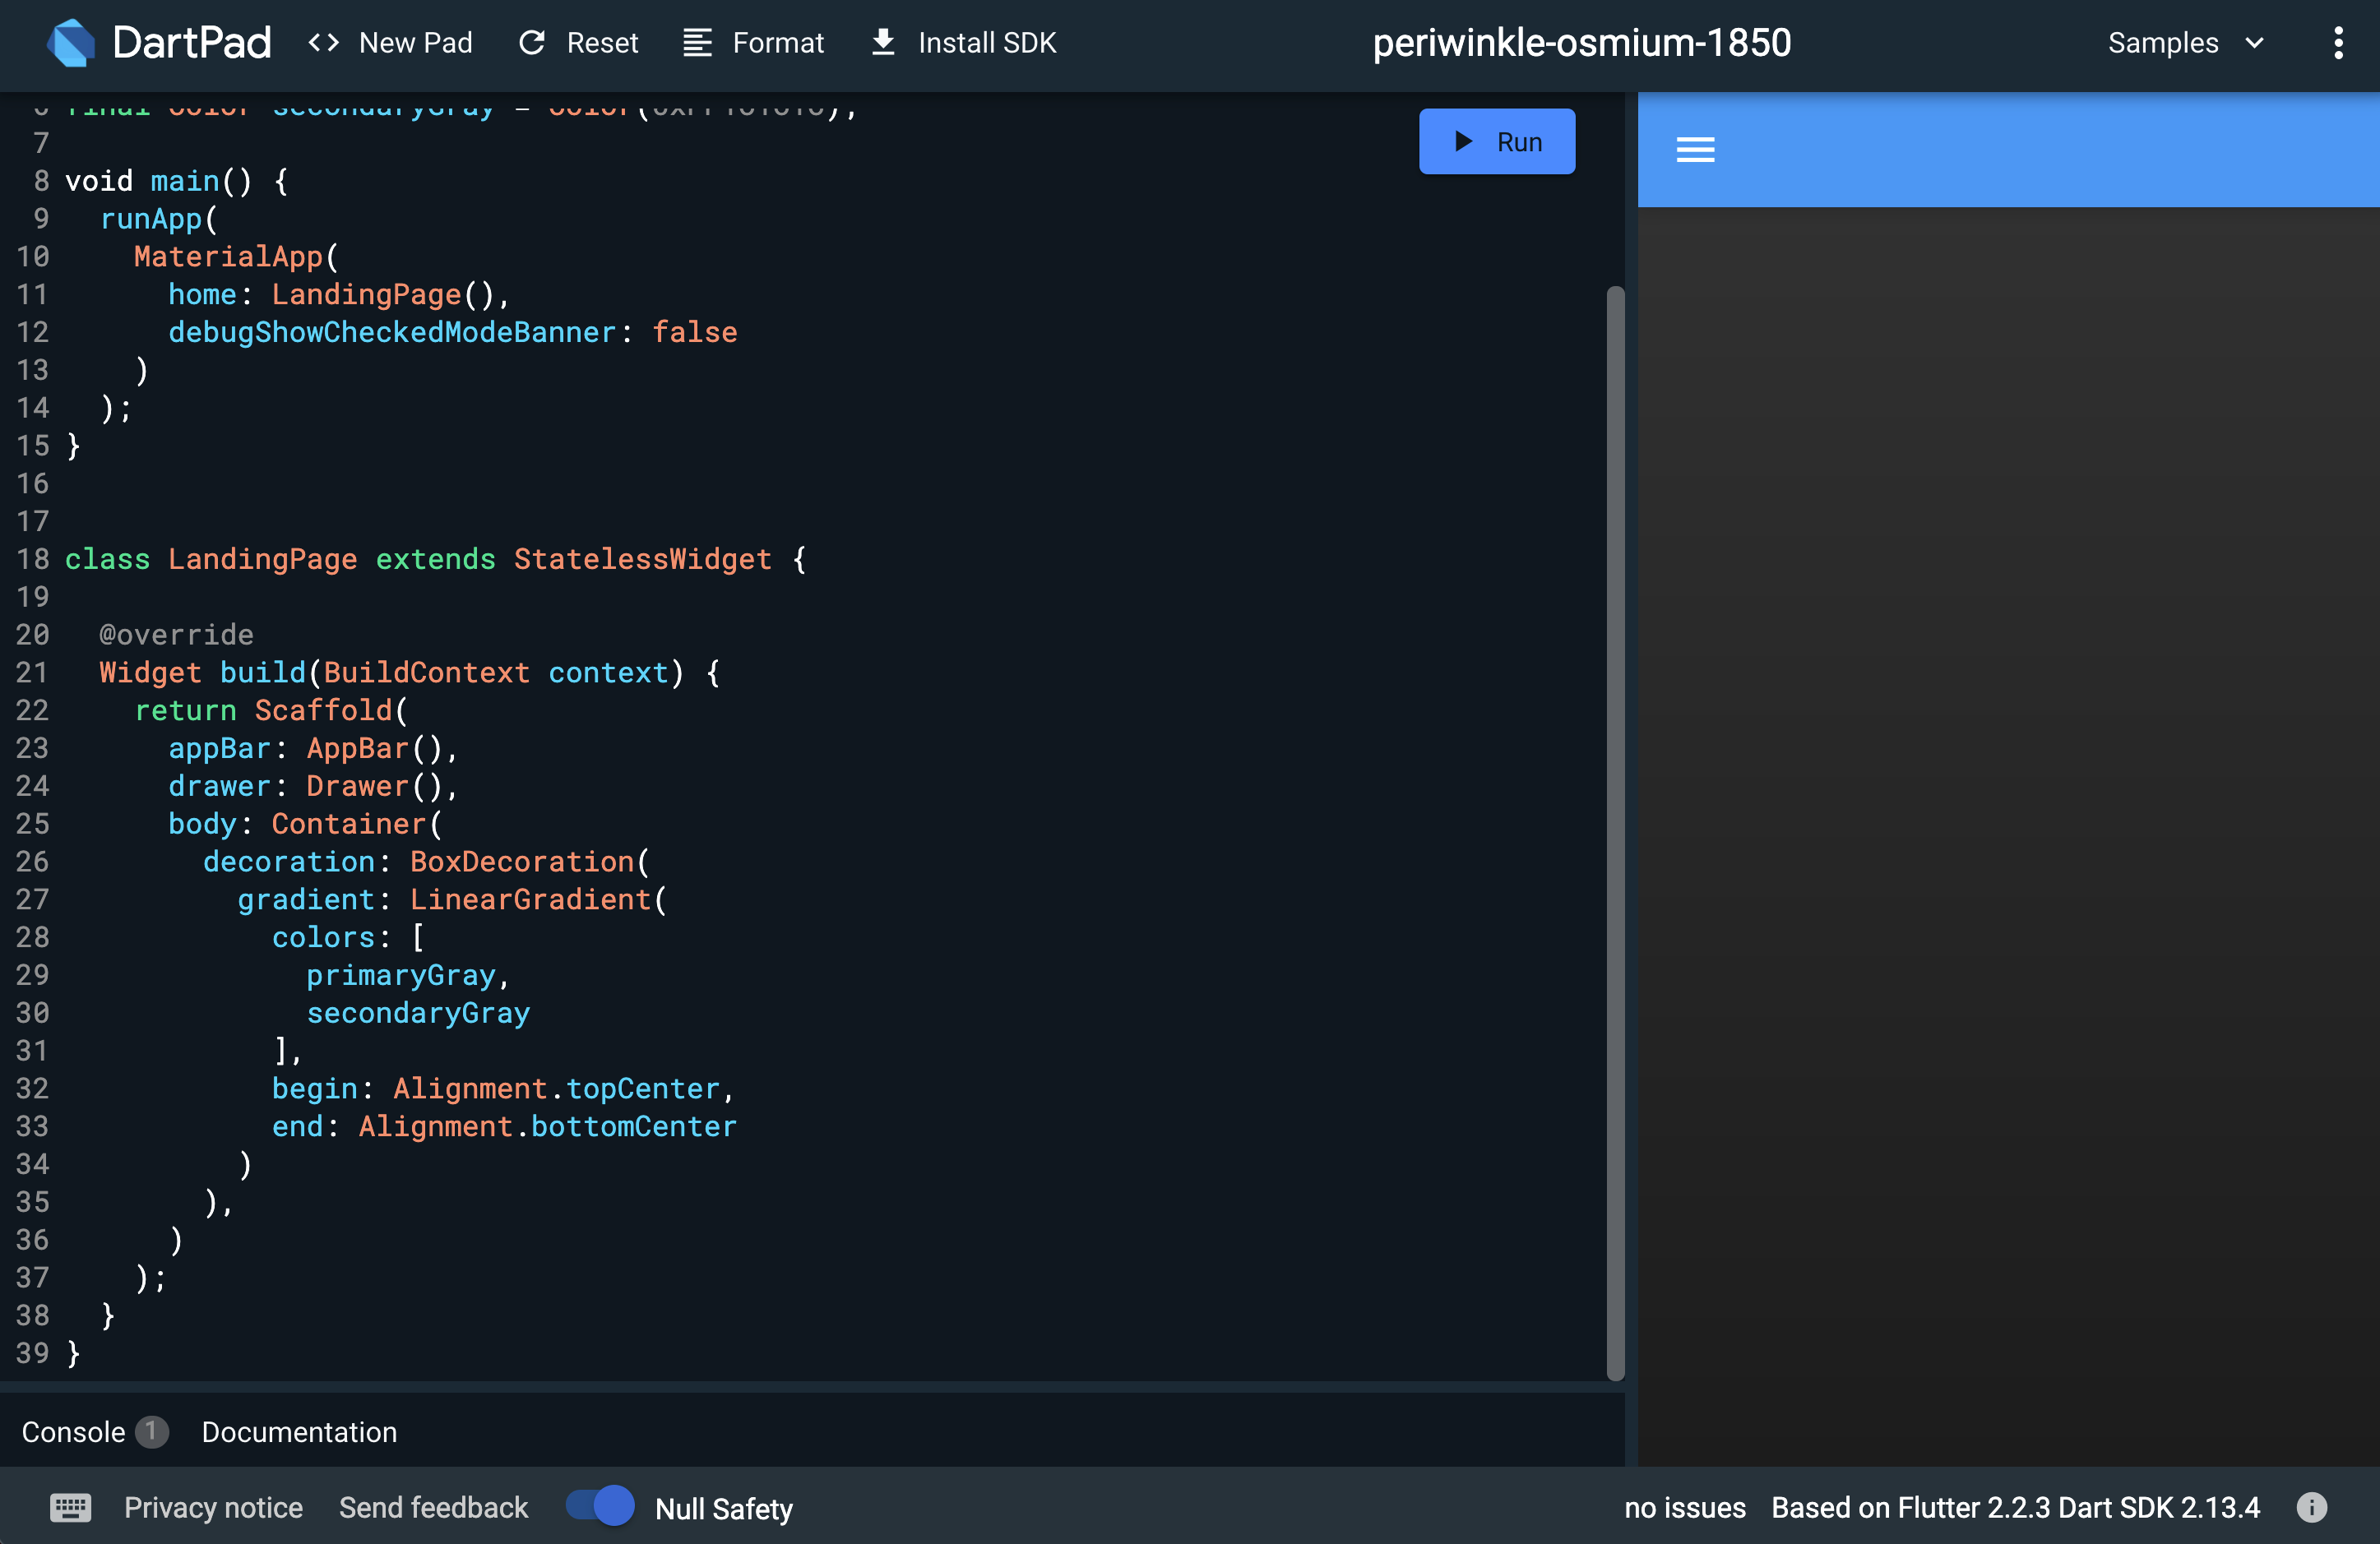 DartPad New Pad Reset Format Install SDK periwinkle-osmium-1850 Samples
6 final Color secondaryGray = Color(
Run
7
8 void main() {
9 runApp(
10 MaterialApp(
11 home: LandingPage(),
12 debugShowCheckedModeBanner: false
13 )
14 );
15 }
16
17
18 class LandingPage extends StatelessWidget {
19
20 @override
21 Widget build(BuildContext context) {
22 return Scaffold(
23 appBar: AppBar(),
24 drawer: Drawer(),
25 body: Container(
26 decoration: BoxDecoration(
27 gradient: LinearGradient(
28 colors: [
29 primaryGray,
30 secondaryGray
31 ],
32 begin: Alignment.topCenter,
33 end: Alignment.bottomCenter
34 )
35 ),
36 )
37 );
38 }
39 }
Console 1 Documentation
Privacy notice Send feedback Null Safety no issues Based on Flutter 2.2.3 Dart SDK 2.13.4